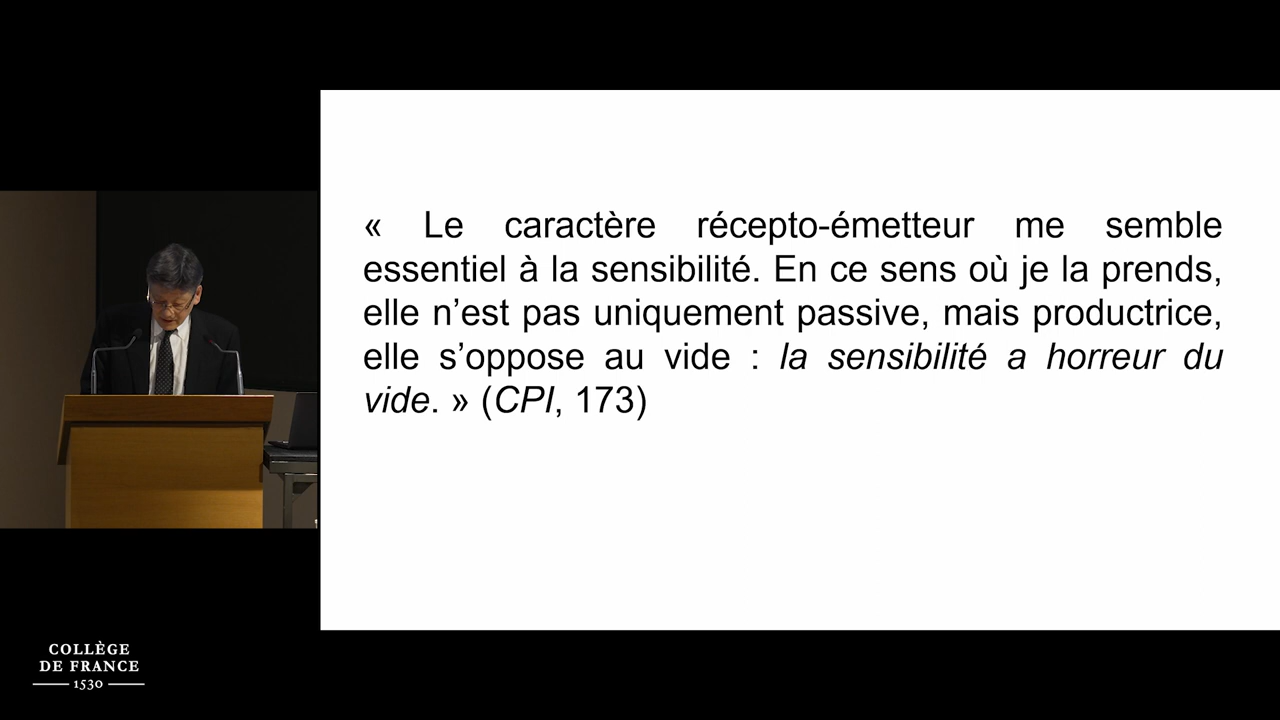 « Le caractère récepto-émetteur me semble
essentiel à la sensibilité. En ce sens où je la prends,
elle n’est pas uniquement passive, mais productrice,
elle s’oppose au vide : la sensibilité a horreur du
vide. » (CPI, 173)
COLLÈGE
DE FRANCE
1530